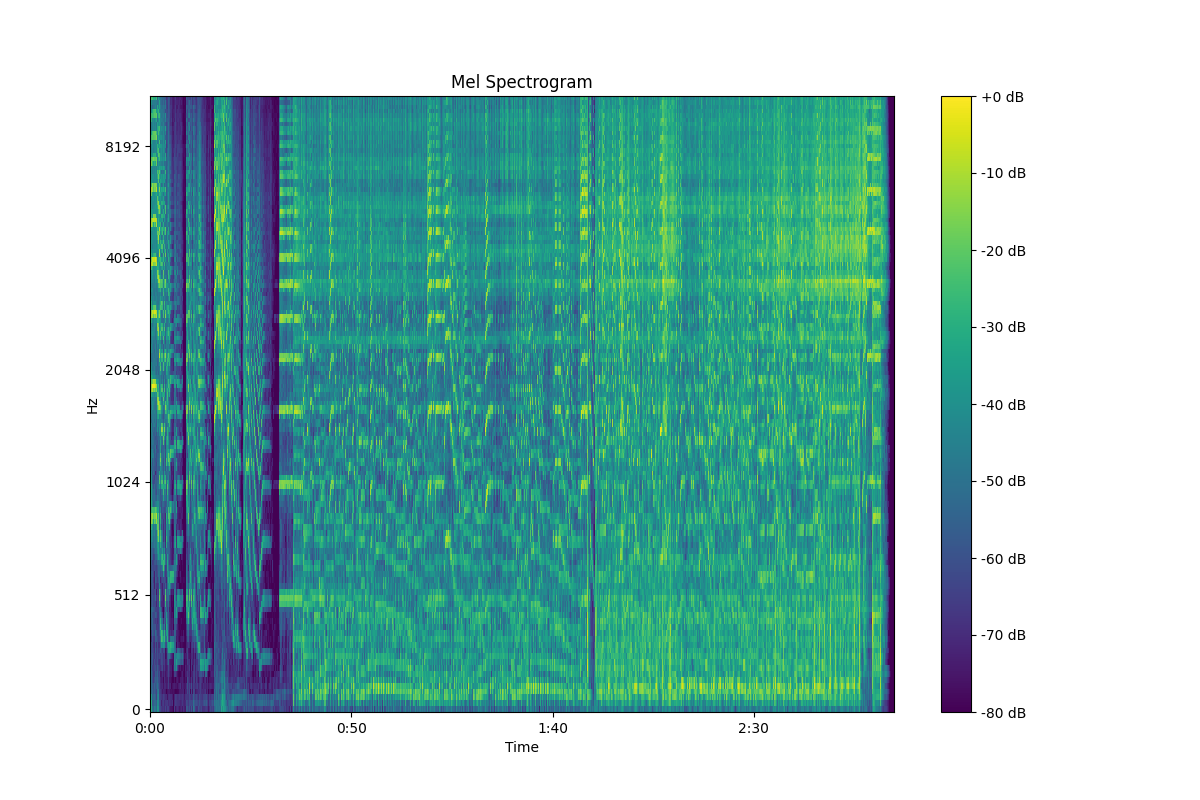 Mel Spectrogram
Hz
8192
4096
2048
1024
512
0
0:00 0:50 1:40 2:30
Time
+0 dB
-10 dB
-20 dB
-30 dB
-40 dB
-50 dB
-60 dB
-70 dB
-80 dB